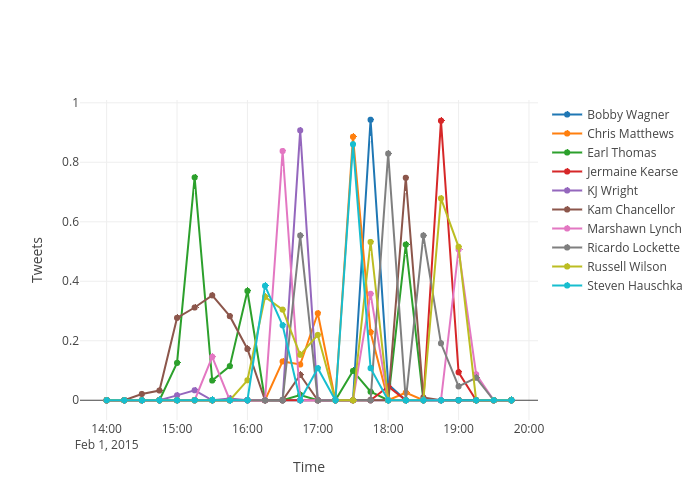 1
0.8
0.6
0.4
0.2
0
Tweets
14:00 15:00 16:00 17:00 18:00 19:00 20:00
Feb 1, 2015
Time
Bobby Wagner
Chris Matthews
Earl Thomas
Jermaine Kearse
KJ Wright
Kam Chancellor
Marshawn Lynch
Ricardo Lockette
Russell Wilson
Steven Hauschka